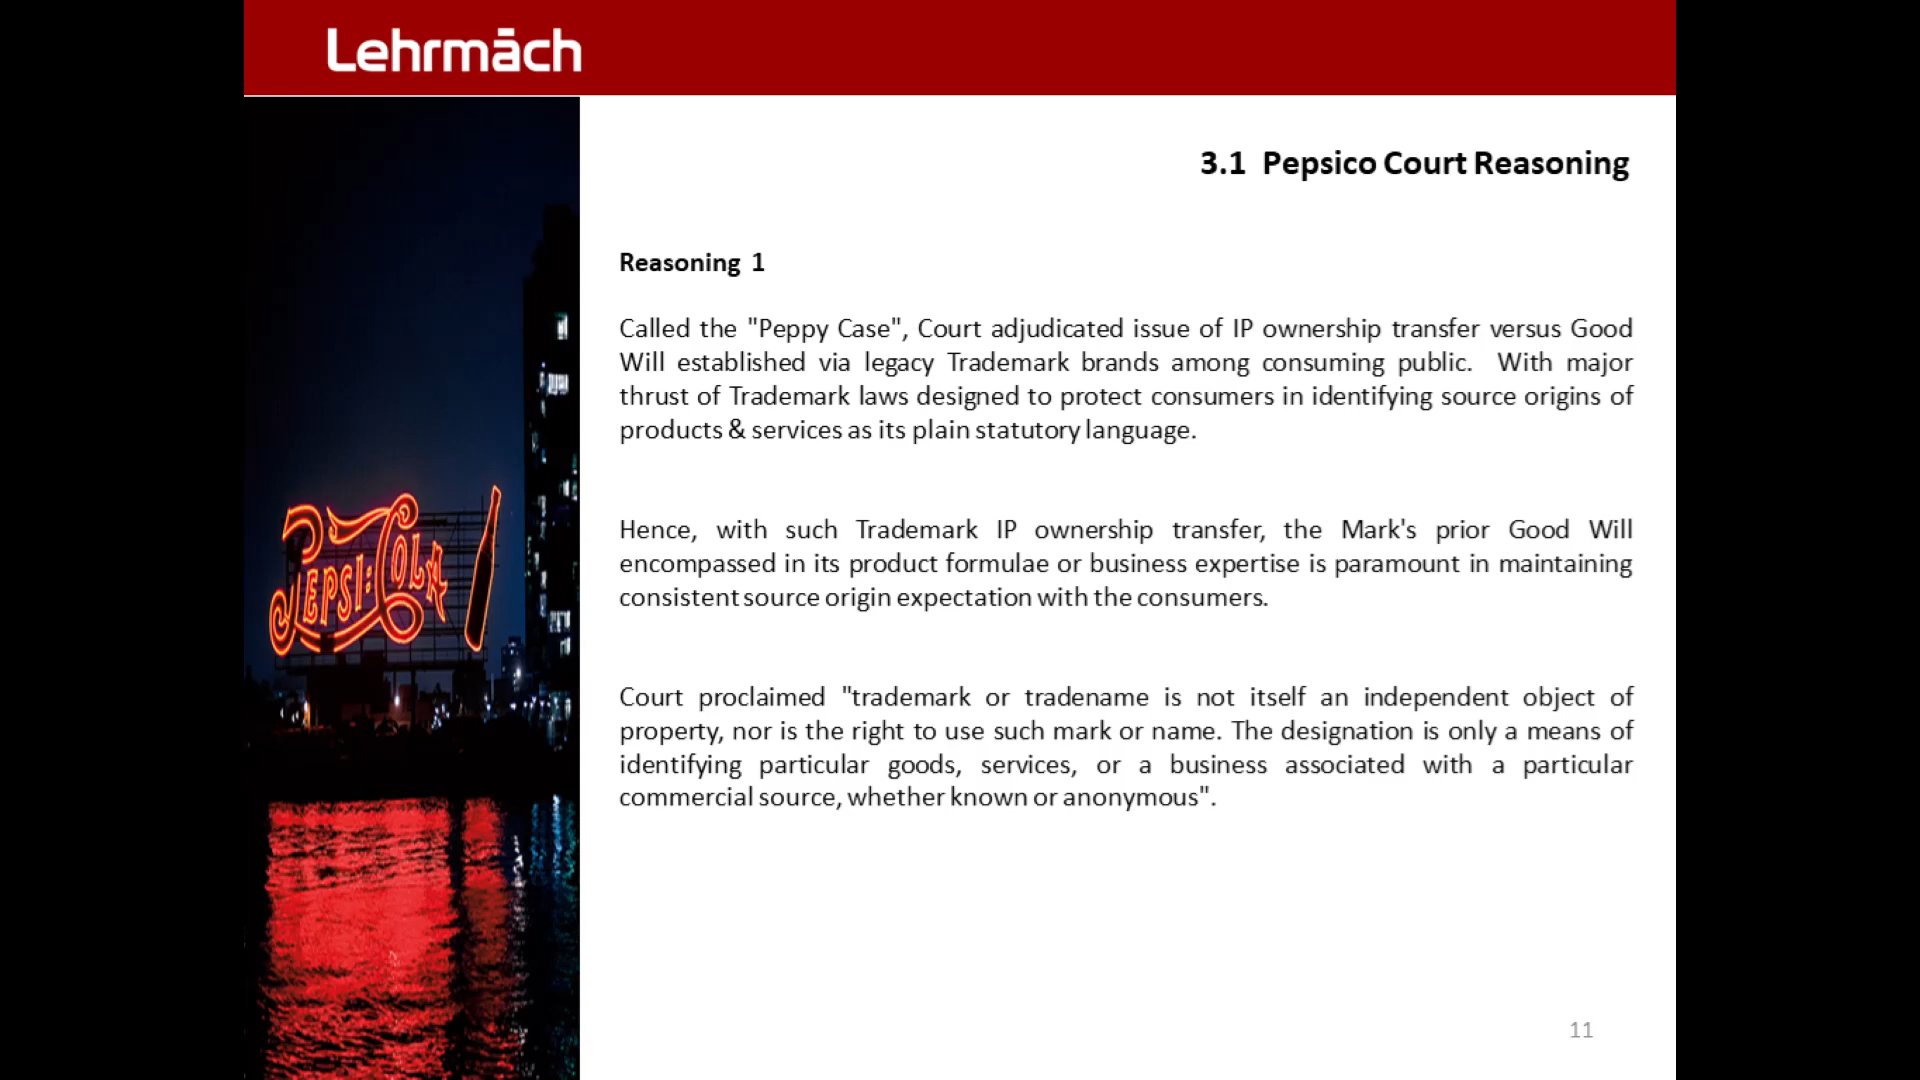 Lehrmāch
3.1 Pepsico Court Reasoning
Reasoning 1
Called the "Peppy Case", Court adjudicated issue of IP ownership transfer versus Good
Will established via legacy Trademark brands among consuming public. With major
thrust of Trademark laws designed to protect consumers in identifying source origins of
products & services as its plain statutory language.
Hence, with such Trademark IP ownership transfer, the Mark's prior Good Will
encompassed in its product formulae or business expertise is paramount in maintaining
consistent source origin expectation with the consumers.
Court proclaimed "trademark or tradename is not itself an independent object of
property, nor is the right to use such mark or name. The designation is only a means of
identifying particular goods, services, or a business associated with a particular
commercial source, whether known or anonymous".
PEPSI:COLA
11